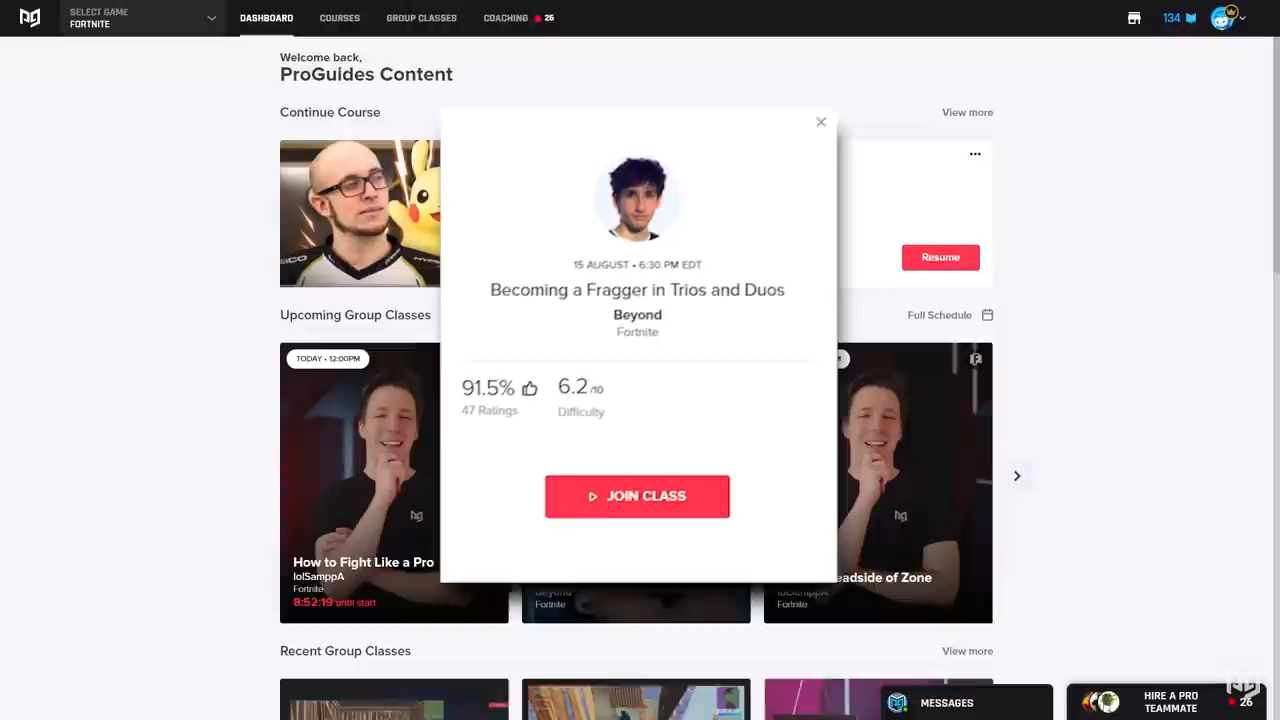 SELECT GAME
FORTNITE
DASHBOARD
COURSES
GROUP CLASSES
COACHING
26
134
Welcome back,
ProGuides Content
Continue Course
View more
Resume
15 AUGUST • 6:30 PM EDT
Becoming a Fragger in Trios and Duos
Beyond
Fortnite
91.5%
47 Ratings
6.2 /10
Difficulty
JOIN CLASS
Upcoming Group Classes
Full Schedule
TODAY • 12:00PM
How to Fight Like a Pro
lolSamppA
Fortnite
8:52:19 until start
Beyond
Fortnite
eadside of Zone
Fortnite
Recent Group Classes
View more
MESSAGES
HIRE A PRO
TEAMMATE
26